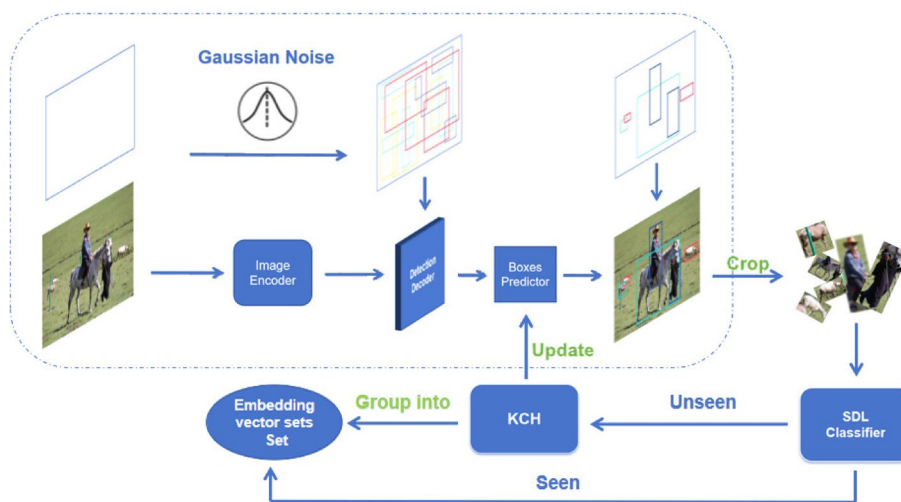 Gaussian Noise
Image
Encoder
Detection
Decoder
Boxes
Predictor
Crop
Update
Embedding
vector sets
Set
Group into
KCH
Unseen
SDL
Classifier
Seen